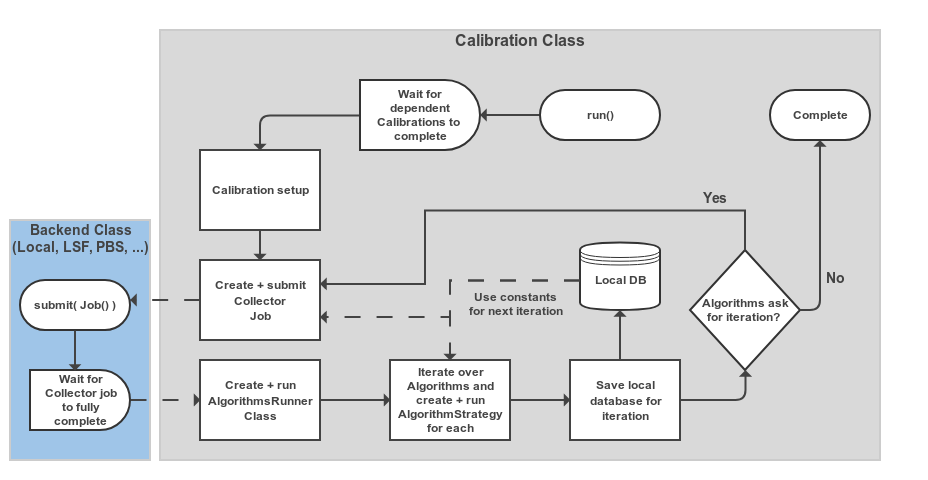 Calibration Class
Wait for
dependent
Calibrations to
complete
run()
Complete
Calibration setup
Yes
Backend Class
(Local, LSF, PBS, ...)
No
Create + submit
Collector
Job
Local DB
submit( Job() )
Use constants
for next iteration
Algorithms ask
for iteration?
Wait for
Collector job
to fully
complete
Create + run
AlgorithmsRunner
Class
Iterate over
Algorithms and
create + run
AlgorithmStrategy
for each
Save local
database for
iteration